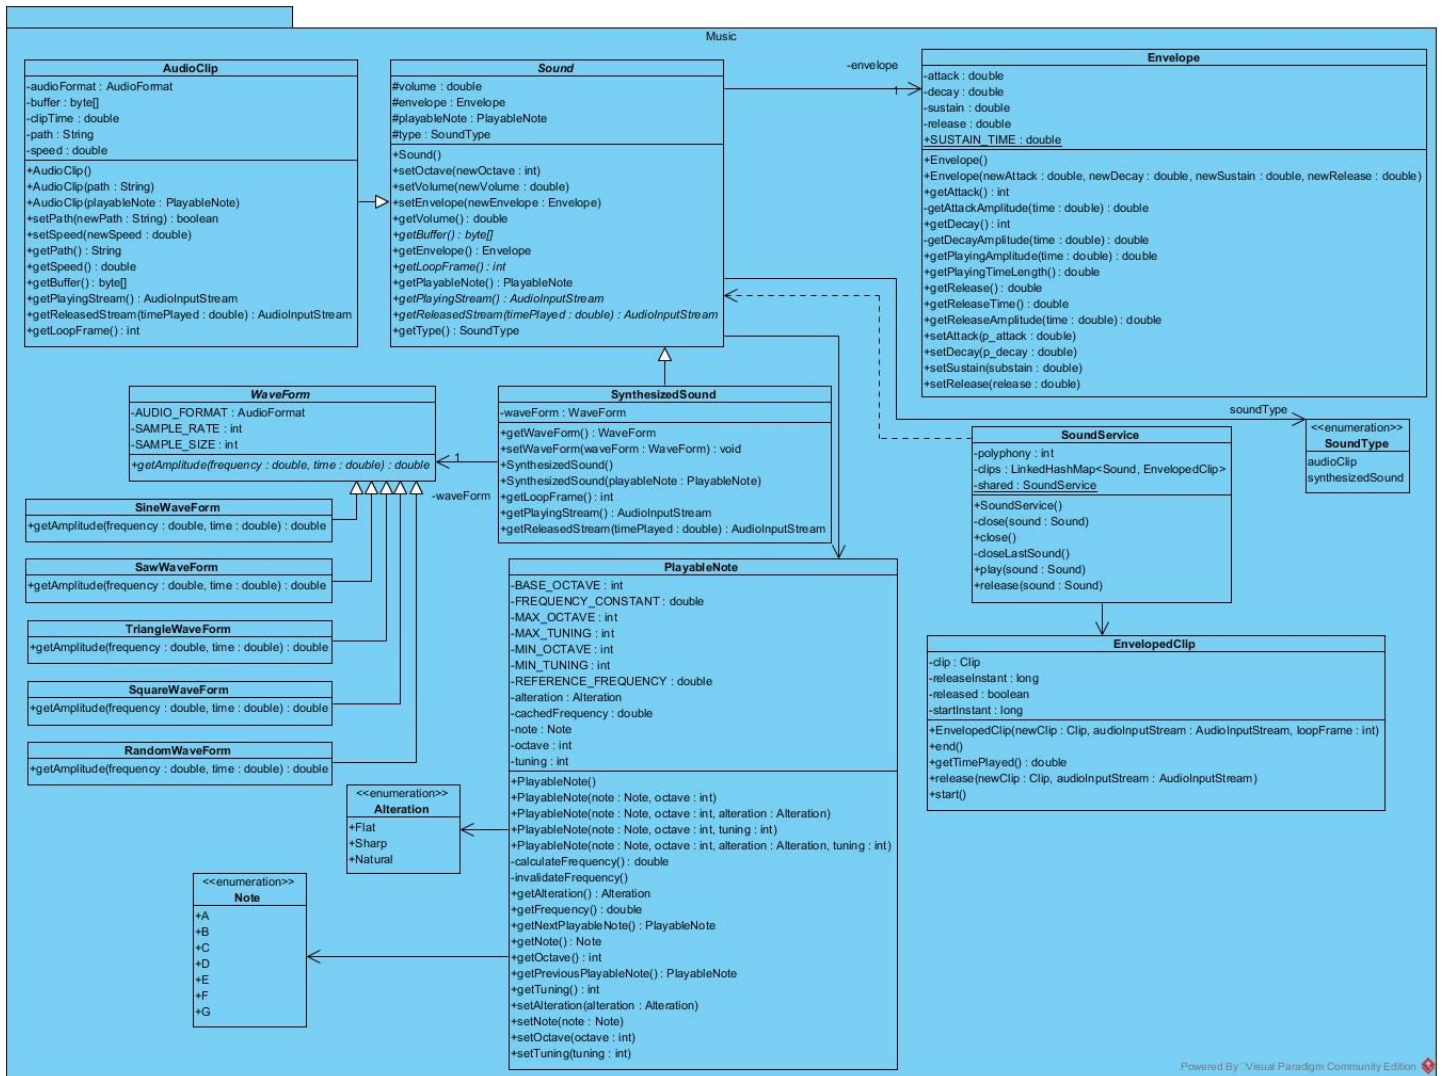 Music
AudioClip
-audioFormat : AudioFormat
-buffer : byte[]
-clipTime : double
-path : String
-speed : double
+AudioClip()
+AudioClip(path : String)
+AudioClip(playableNote : PlayableNote)
+setPath(newPath : String) : boolean
+setSpeed(newSpeed : double)
+getPath() : String
+getSpeed() : double
+getBuffer() : byte[]
+getPlayingStream() : AudioInputStream
+getReleasedStream(timePlayed : double) : AudioInputStream
+getLoopFrame() : int
Sound
#volume : double
#envelope : Envelope
#playableNote : PlayableNote
#type : SoundType
+Sound()
+setOctave(newOctave : int)
+setVolume(newVolume : double)
+setEnvelope(newEnvelope : Envelope)
+getVolume() : double
+getBuffer() : byte[]
+getEnvelope() : Envelope
+getLoopFrame() : int
+getPlayableNote() : PlayableNote
+getPlayingStream() : AudioInputStream
+getReleasedStream(timePlayed : double) : AudioInputStream
+getType() : SoundType
-envelope
1
Envelope
-attack : double
-decay : double
-sustain : double
-release : double
+SUSTAIN_TIME : double
+Envelope()
+Envelope(newAttack : double, newDecay : double, newSustain : double, newRelease : double)
+getAttack() : int
-getAttackAmplitude(time : double) : double
+getDecay() : int
-getDecayAmplitude(time : double) : double
+getPlayingAmplitude(time : double) : double
+getPlayingTimeLength() : double
+getRelease() : double
+getReleaseTime() : double
+getReleaseAmplitude(time : double) : double
+setAttack(p_attack : double)
+setDecay(p_decay : double)
+setSustain(substain : double)
+setRelease(release : double)
WaveForm
-AUDIO_FORMAT : AudioFormat
-SAMPLE_RATE : int
-SAMPLE_SIZE : int
+getAmplitude(frequency : double, time : double) : double
1
-waveForm
SynthesizedSound
-waveForm : WaveForm
+getWaveForm() : WaveForm
+setWaveForm(waveForm : WaveForm) : void
+SynthesizedSound()
+SynthesizedSound(playableNote : PlayableNote)
+getLoopFrame() : int
+getPlayingStream() : AudioInputStream
+getReleasedStream(timePlayed : double) : AudioInputStream
soundType
<<enumeration>>
SoundType
audioClip
synthesizedSound
SoundService
-polyphony : int
-clips : LinkedHashMap<Sound, EnvelopedClip>
-shared : SoundService
+SoundService()
-close(sound : Sound)
+close()
-closeLastSound()
+play(sound : Sound)
+release(sound : Sound)
SineWaveForm
+getAmplitude(frequency : double, time : double) : double
SawWaveForm
+getAmplitude(frequency : double, time : double) : double
TriangleWaveForm
+getAmplitude(frequency : double, time : double) : double
SquareWaveForm
+getAmplitude(frequency : double, time : double) : double
RandomWaveForm
+getAmplitude(frequency : double, time : double) : double
PlayableNote
-BASE_OCTAVE : int
-FREQUENCY_CONSTANT : double
-MAX_OCTAVE : int
-MAX_TUNING : int
-MIN_OCTAVE : int
-MIN_TUNING : int
-REFERENCE_FREQUENCY : double
-alteration : Alteration
-cachedFrequency : double
-note : Note
-octave : int
-tuning : int
+PlayableNote()
+PlayableNote(note : Note, octave : int)
+PlayableNote(note : Note, octave : int, alteration : Alteration)
+PlayableNote(note : Note, octave : int, tuning : int)
+PlayableNote(note : Note, octave : int, alteration : Alteration, tuning : int)
-calculateFrequency() : double
-invalidateFrequency()
+getAlteration() : Alteration
+getFrequency() : double
+getNextPlayableNote() : PlayableNote
+getNote() : Note
+getOctave() : int
+getPreviousPlayableNote() : PlayableNote
+getTuning() : int
+setAlteration(alteration : Alteration)
+setNote(note : Note)
+setOctave(octave : int)
+setTuning(tuning : int)
EnvelopedClip
-clip : Clip
-releaseInstant : long
-released : boolean
-startInstant : long
+EnvelopedClip(newClip : Clip, audioInputStream : AudioInputStream, loopFrame : int)
+end()
+getTimePlayed() : double
+release(newClip : Clip, audioInputStream : AudioInputStream)
+start()
<<enumeration>>
Alteration
+Flat
+Sharp
+Natural
<<enumeration>>
Note
+A
+B
+C
+D
+E
+F
+G
Powered By Visual Paradigm Community Edition